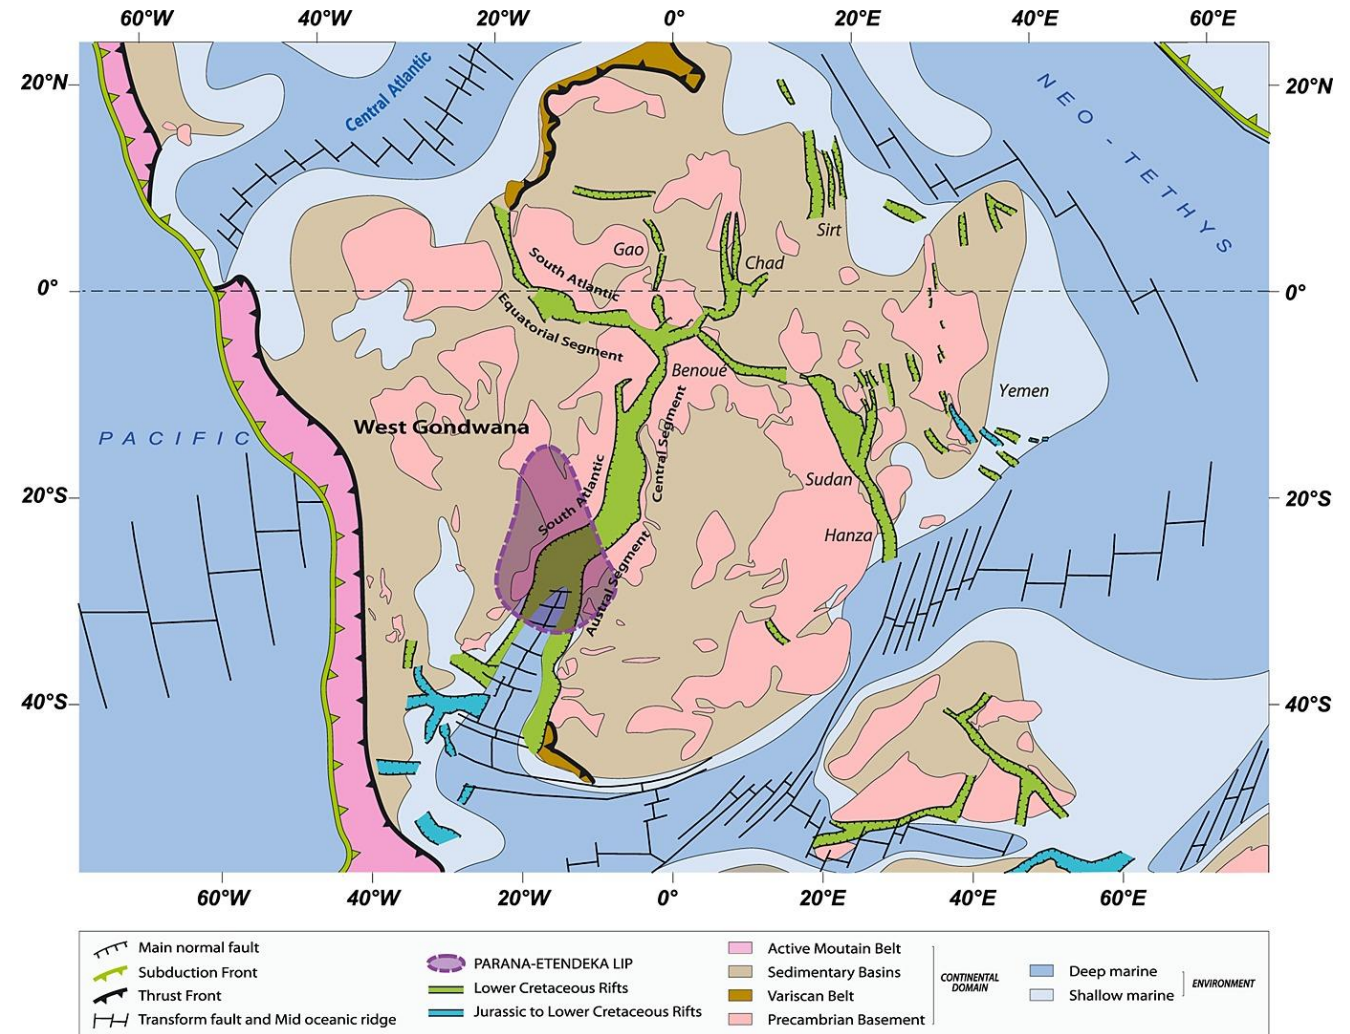 60°W 40°W 20°W 0° 20°E 40°E 60°E
20°N
20°N
Central Atlantic
NEO-TETHYS
Sirt
Gao
Chad
South Atlantic
0°
0°
Equatorial Segment
Benoué
Yemen
West Gondwana
PACIFIC
Central Segment
South Atlantic
Sudan
20°S
20°S
Hanza
Austral Segment
40°S
40°S
60°W 40°W 20°W 0° 20°E 40°E 60°E
Main normal fault
Subduction Front
Thrust Front
Transform fault and Mid oceanic ridge
PARANA-ETENDEKA LIP
Lower Cretaceous Rifts
Jurassic to Lower Cretaceous Rifts
Active Moutain Belt
Sedimentary Basins
Variscan Belt
Precambrian Basement
CONTINENTAL
DOMAIN
Deep marine
Shallow marine
ENVIRONMENT